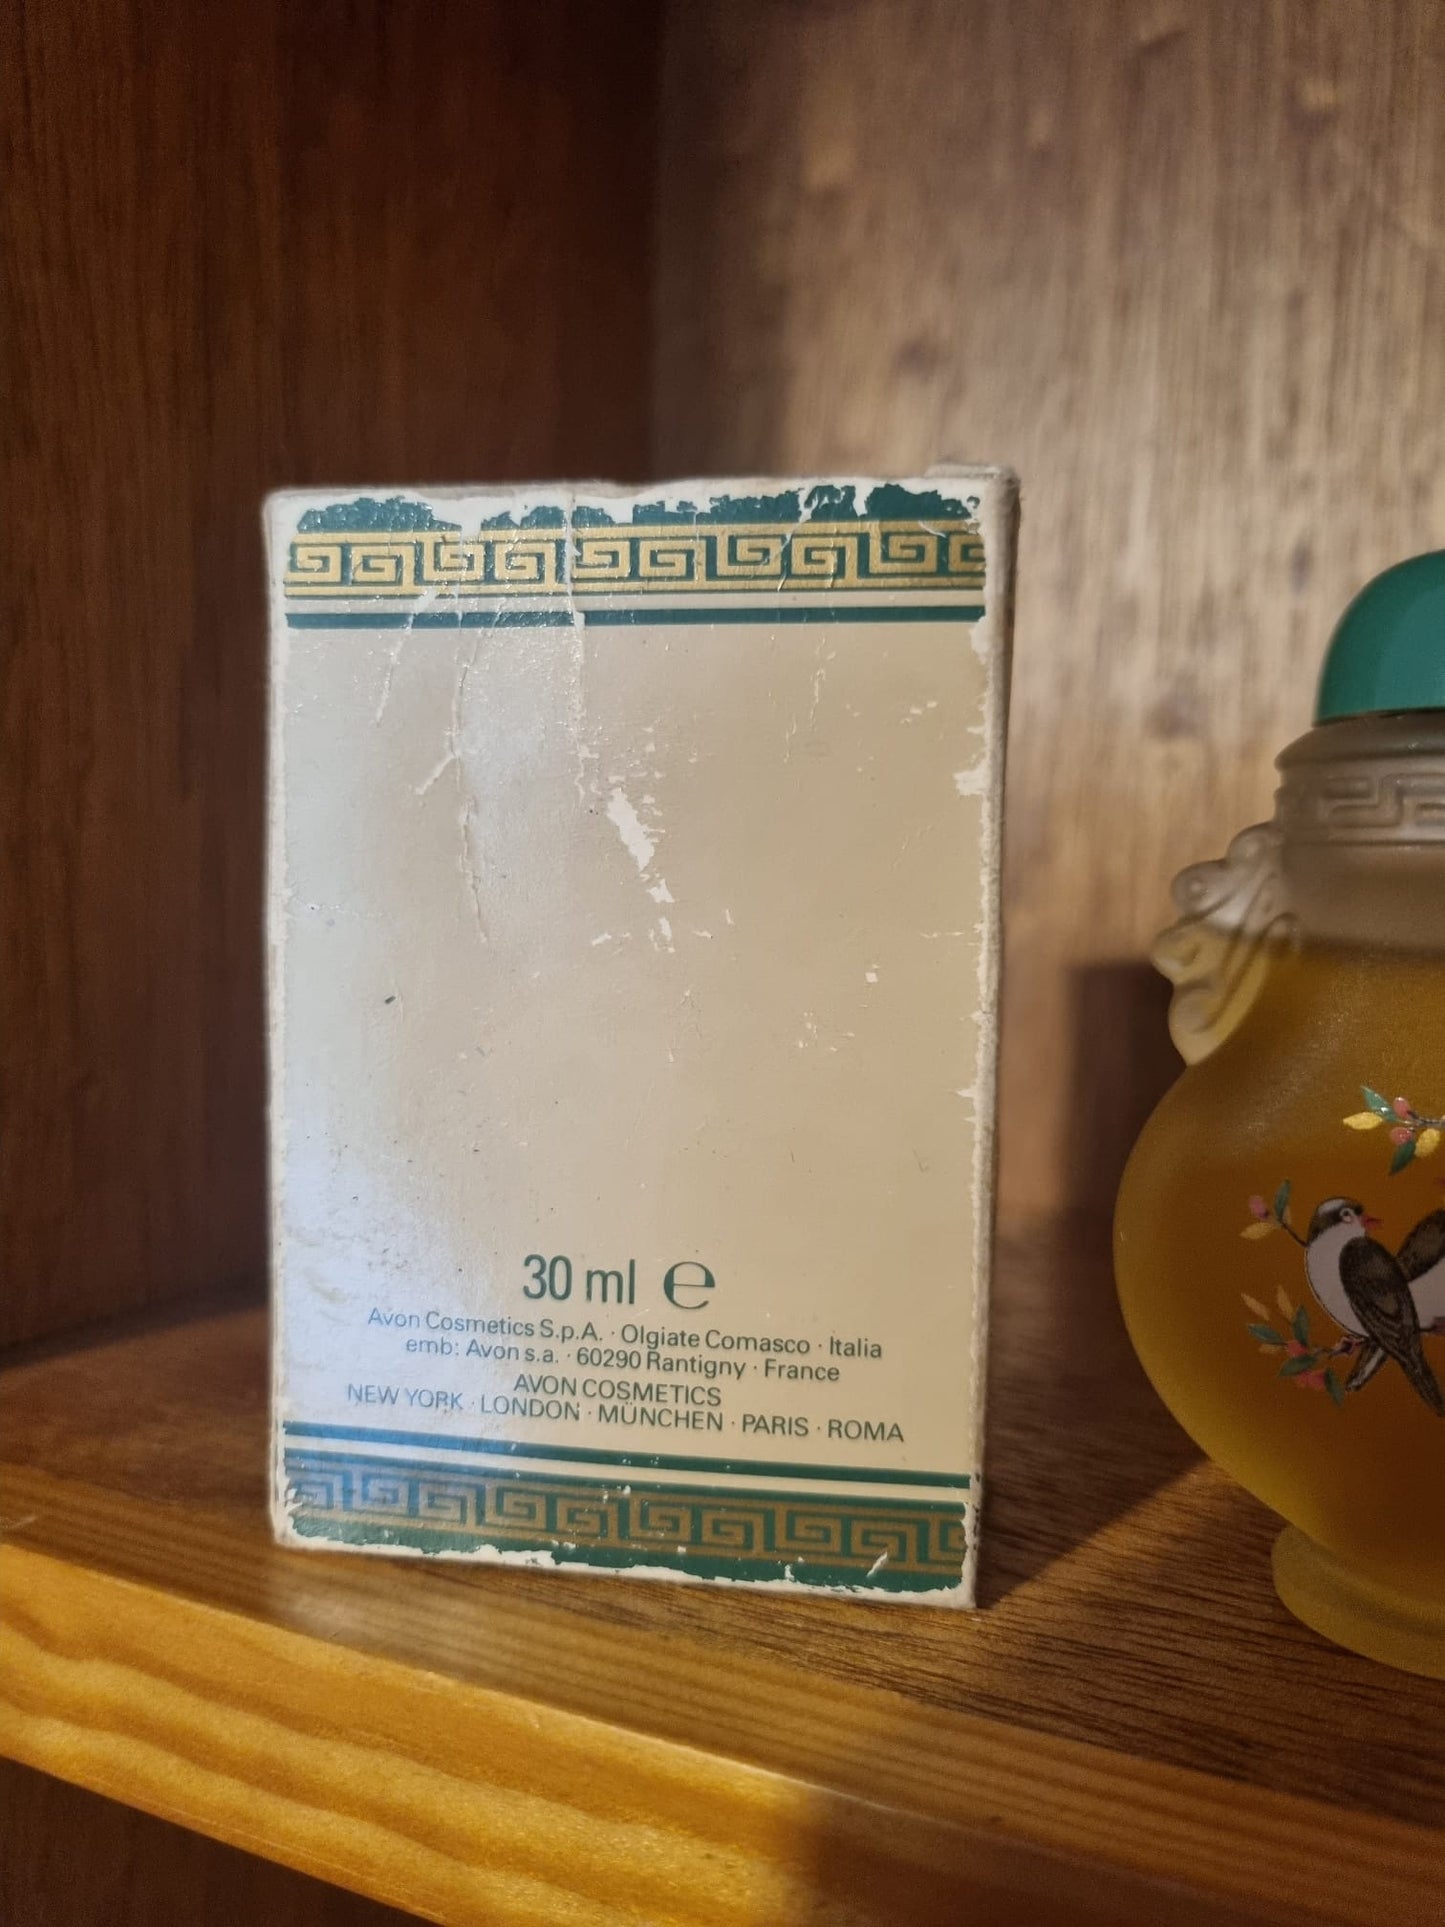 30 ml ℮
Avon Cosmetics S.p.A. · Olgiate Comasco · Italia
emb: Avon s.a. · 60290 Rantigny · France
AVON COSMETICS
NEW YORK · LONDON · MÜNCHEN · PARIS · ROMA